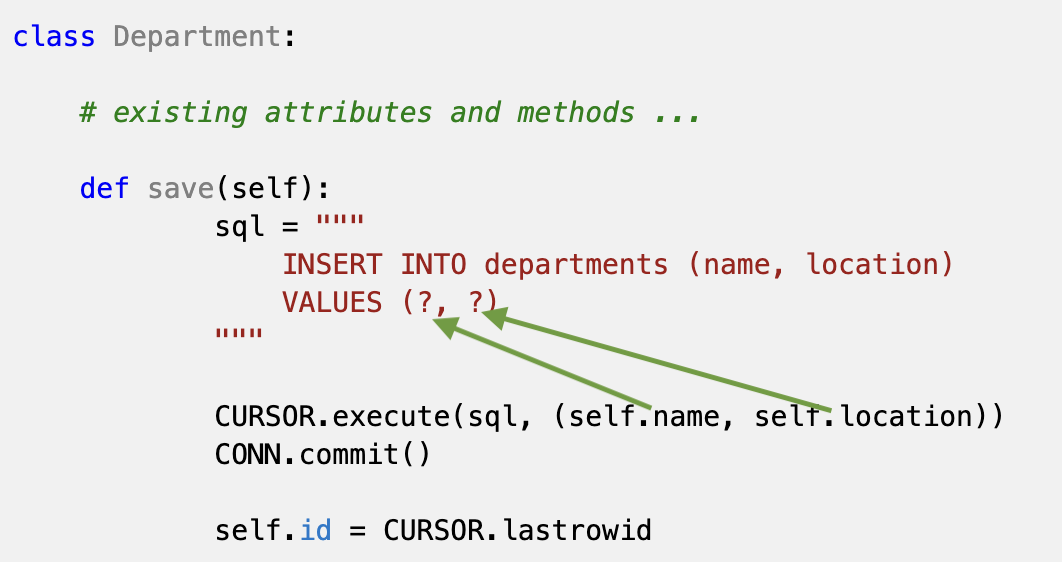 class Department:
# existing attributes and methods ...
def save(self):
sql = """
INSERT INTO departments (name, location)
VALUES (?, ?)
"""
CURSOR.execute(sql, (self.name, self.location))
CONN.commit()
self.id = CURSOR.lastrowid